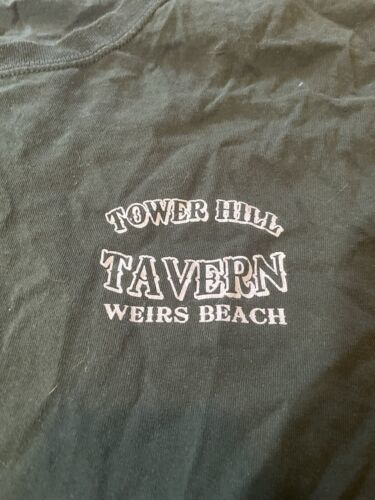 TOWER HILL
TAVERN
WEIRS BEACH